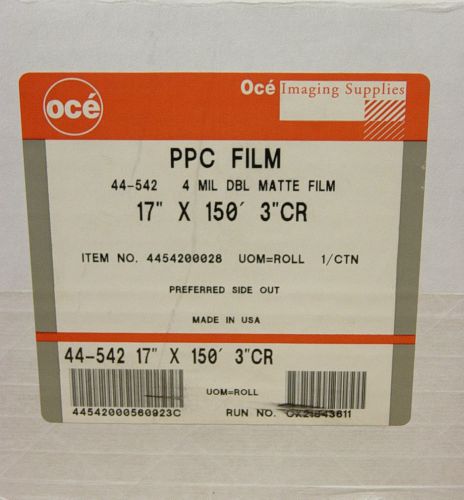 océ
Océ Imaging Supplies
PPC FILM
44-542 4 MIL DBL MATTE FILM
17" X 150′ 3"CR
ITEM NO. 4454200028 UOM=ROLL 1/CTN
PREFERRED SIDE OUT
MADE IN USA
44-542 17" X 150′ 3"CR
UOM=ROLL
44542000560923C RUN NO.